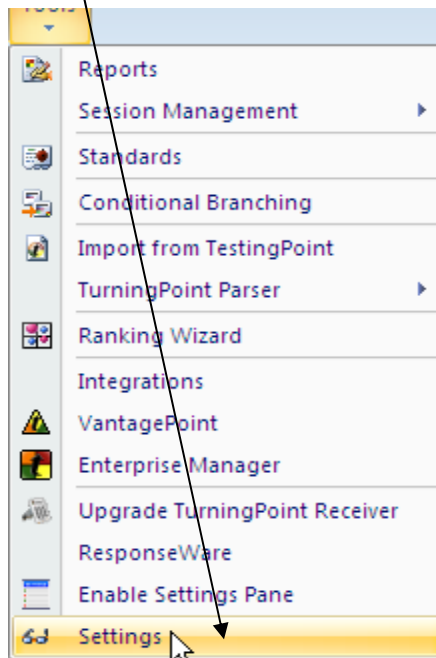 Tools
Reports
Session Management
Standards
Conditional Branching
Import from TestingPoint
TurningPoint Parser
Ranking Wizard
Integrations
VantagePoint
Enterprise Manager
Upgrade TurningPoint Receiver
ResponseWare
Enable Settings Pane
Settings